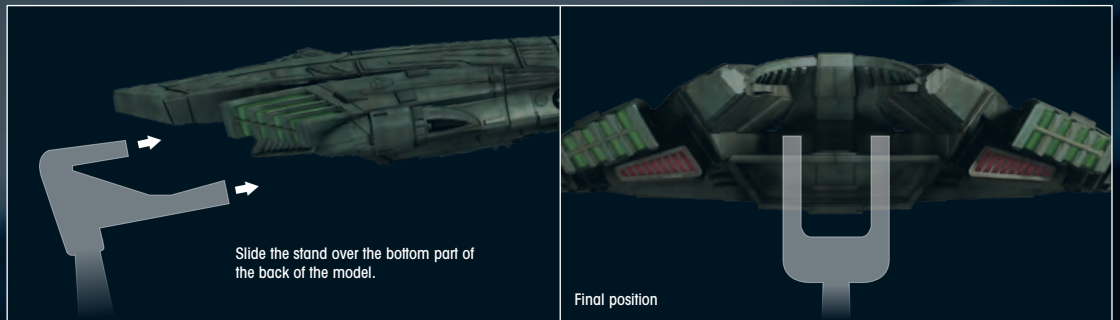 Slide the stand over the bottom part of
the back of the model.
Final position